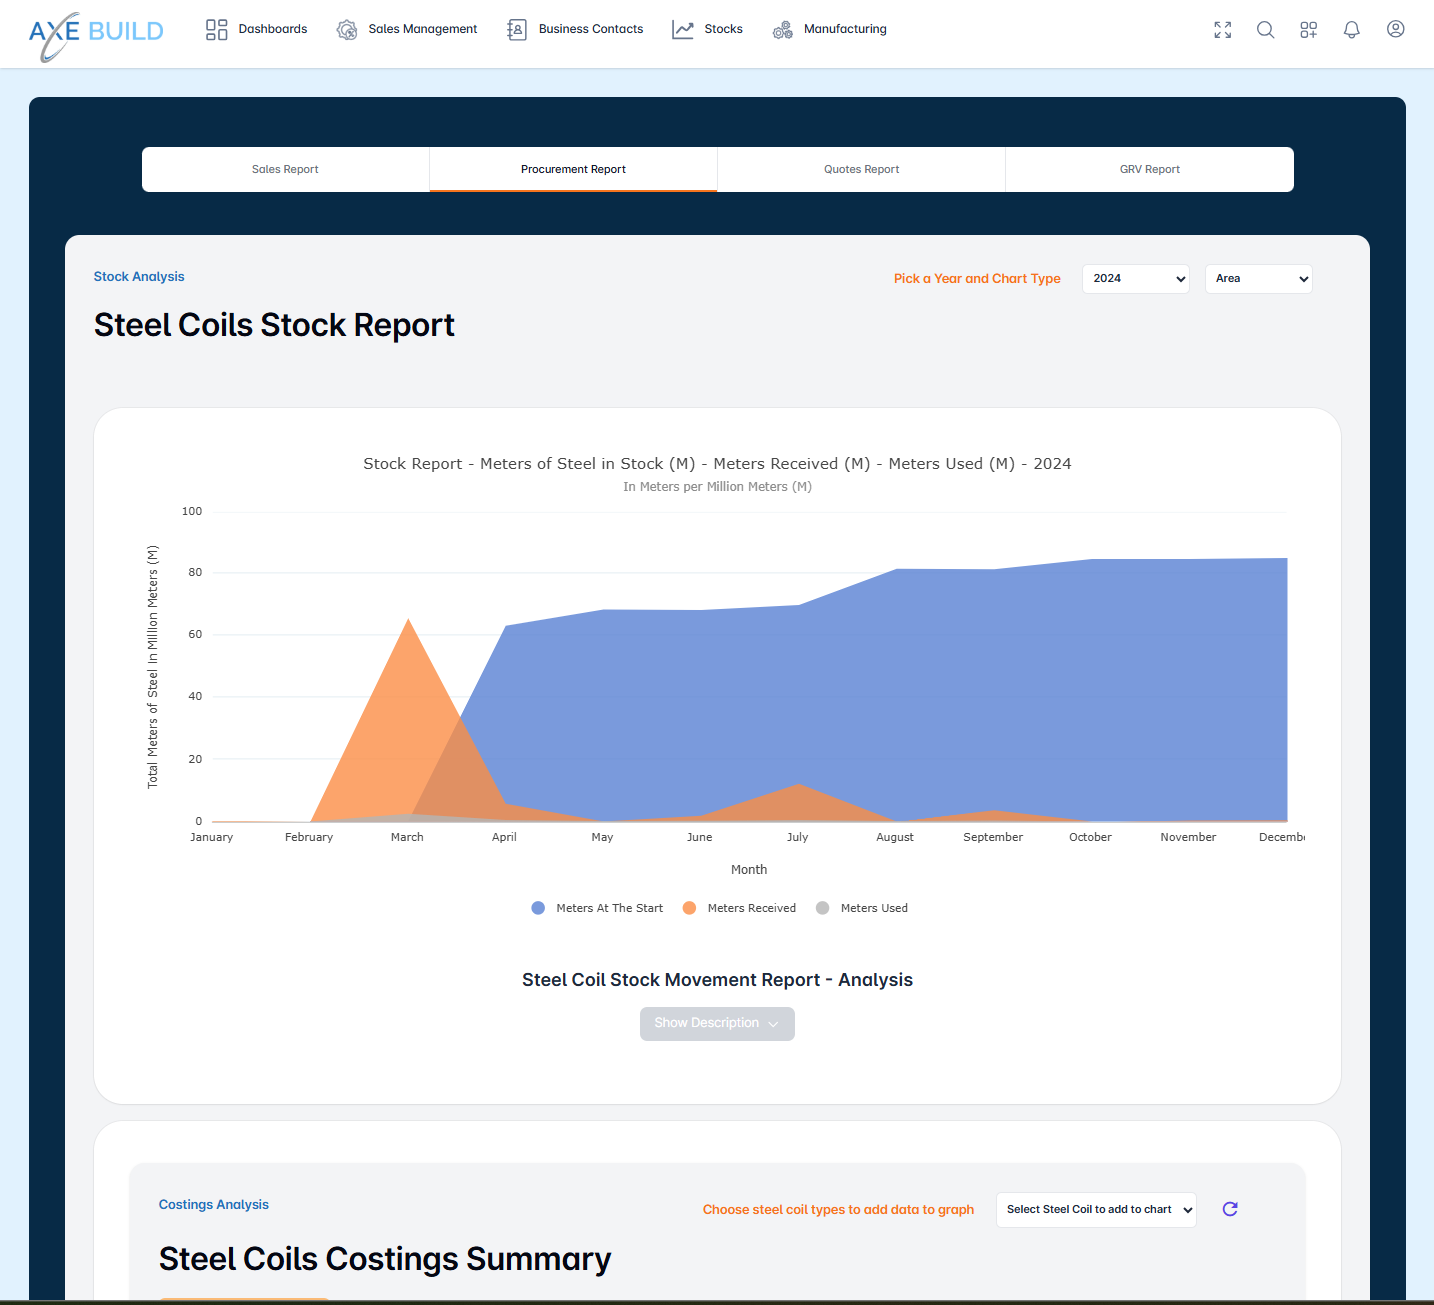 AXE BUILD
Dashboards
Sales Management
Business Contacts
Stocks
Manufacturing
Sales Report
Procurement Report
Quotes Report
GRV Report
Stock Analysis
Pick a Year and Chart Type
2024
Area
Steel Coils Stock Report
Stock Report - Meters of Steel in Stock (M) - Meters Received (M) - Meters Used (M) - 2024
In Meters per Million Meters (M)
Total Meters of Steel In Million Meters (M)
100
80
60
40
20
0
January
February
March
April
May
June
July
August
September
October
November
Decembe
Month
Meters At The Start
Meters Received
Meters Used
Steel Coil Stock Movement Report - Analysis
Show Description
Costings Analysis
Choose steel coil types to add data to graph
Select Steel Coil to add to chart
Steel Coils Costings Summary